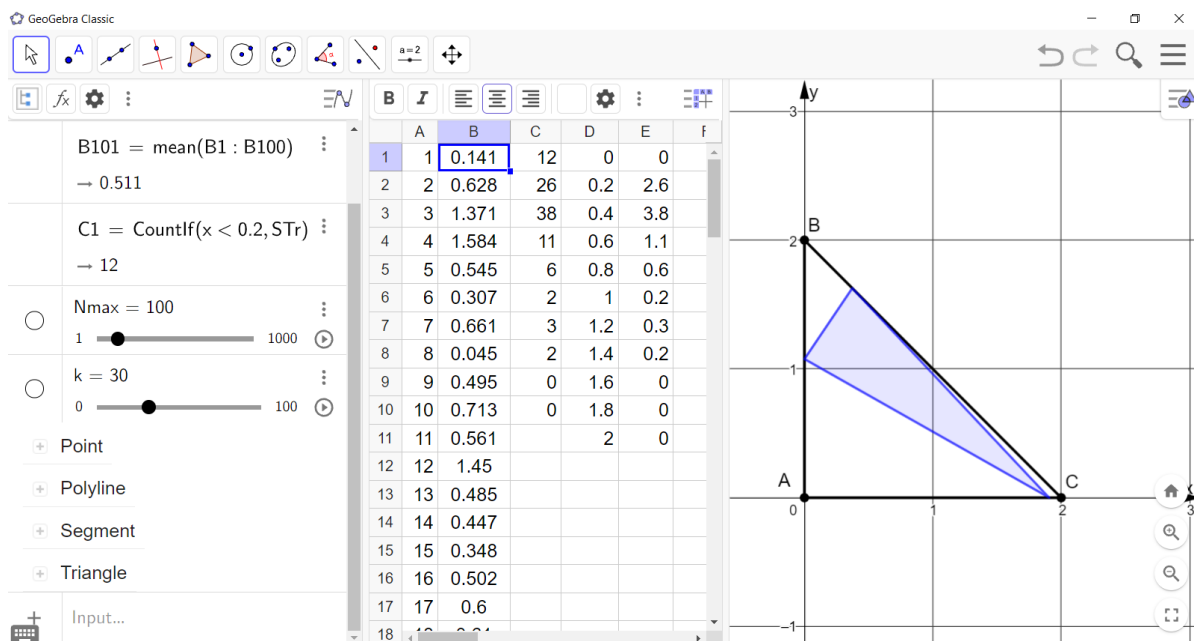 GeoGebra Classic
A
a=2
fx
B I
B101 = mean(B1 : B100)
→ 0.511
C1 = CountIf(x < 0.2, STr)
→ 12
Nmax = 100
1 1000
k = 30
0 100
Point
Polyline
Segment
Triangle
Input...
A B C D E F
1 1 0.141 12 0 0
2 2 0.628 26 0.2 2.6
3 3 1.371 38 0.4 3.8
4 4 1.584 11 0.6 1.1
5 5 0.545 6 0.8 0.6
6 6 0.307 2 1 0.2
7 7 0.661 3 1.2 0.3
8 8 0.045 2 1.4 0.2
9 9 0.495 0 1.6 0
10 10 0.713 0 1.8 0
11 11 0.561 2 0
12 12 1.45
13 13 0.485
14 14 0.447
15 15 0.348
16 16 0.502
17 17 0.6
18
y
3
B
2
1
A C x
0 1 2 3
−1